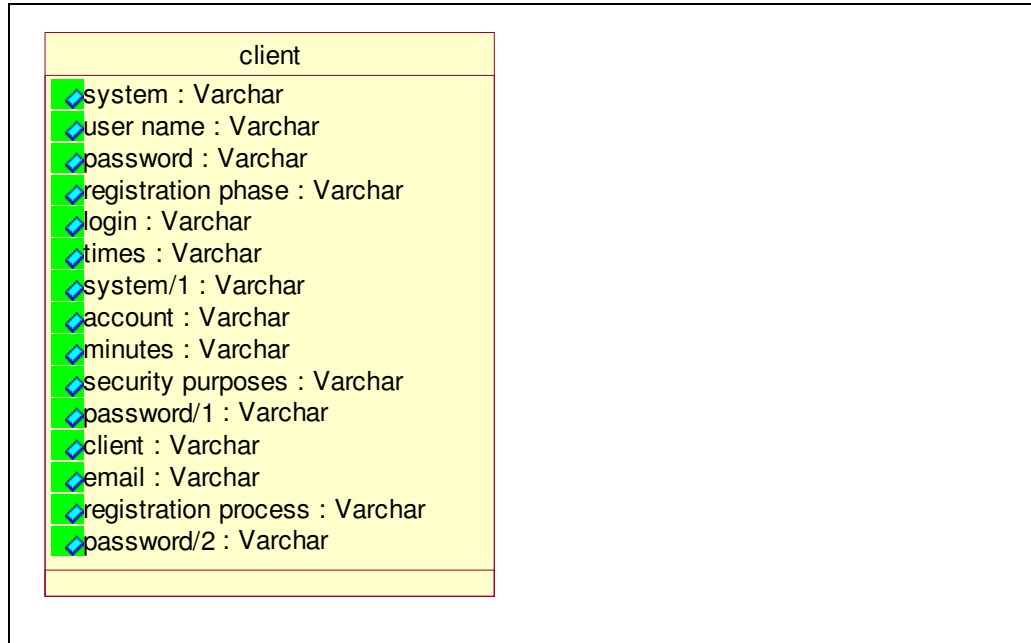 client
system : Varchar
user name : Varchar
password : Varchar
registration phase : Varchar
login : Varchar
times : Varchar
system/1 : Varchar
account : Varchar
minutes : Varchar
security purposes : Varchar
password/1 : Varchar
client : Varchar
email : Varchar
registration process : Varchar
password/2 : Varchar